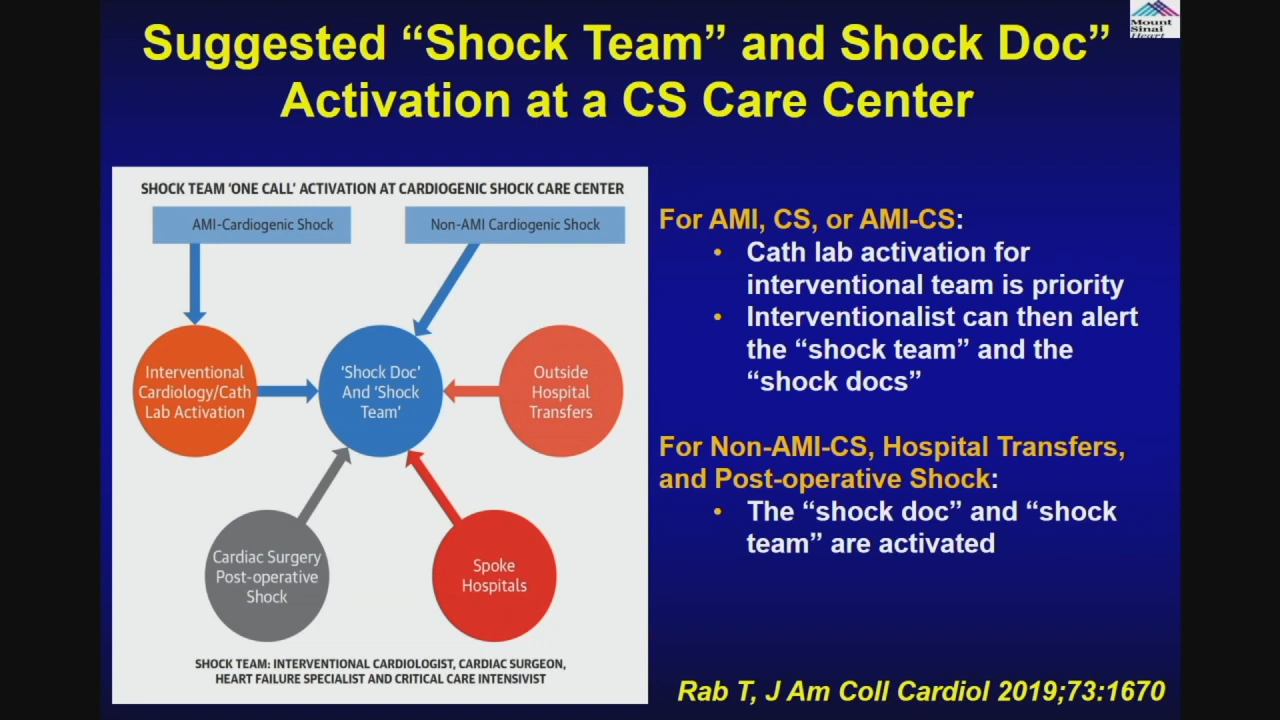 Mount
Sinai
Heart
Suggested “Shock Team” and Shock Doc”
Activation at a CS Care Center
SHOCK TEAM ‘ONE CALL’ ACTIVATION AT CARDIOGENIC SHOCK CARE CENTER
AMI-Cardiogenic Shock
Non-AMI Cardiogenic Shock
Interventional
Cardiology/Cath
Lab Activation
‘Shock Doc’
And ‘Shock
Team’
Outside
Hospital
Transfers
Cardiac Surgery
Post-operative
Shock
Spoke
Hospitals
SHOCK TEAM: INTERVENTIONAL CARDIOLOGIST, CARDIAC SURGEON,
HEART FAILURE SPECIALIST AND CRITICAL CARE INTENSIVIST
For AMI, CS, or AMI-CS:
• Cath lab activation for
interventional team is priority
• Interventionalist can then alert
the “shock team” and the
“shock docs”
For Non-AMI-CS, Hospital Transfers,
and Post-operative Shock:
• The “shock doc” and “shock
team” are activated
Rab T, J Am Coll Cardiol 2019;73:1670